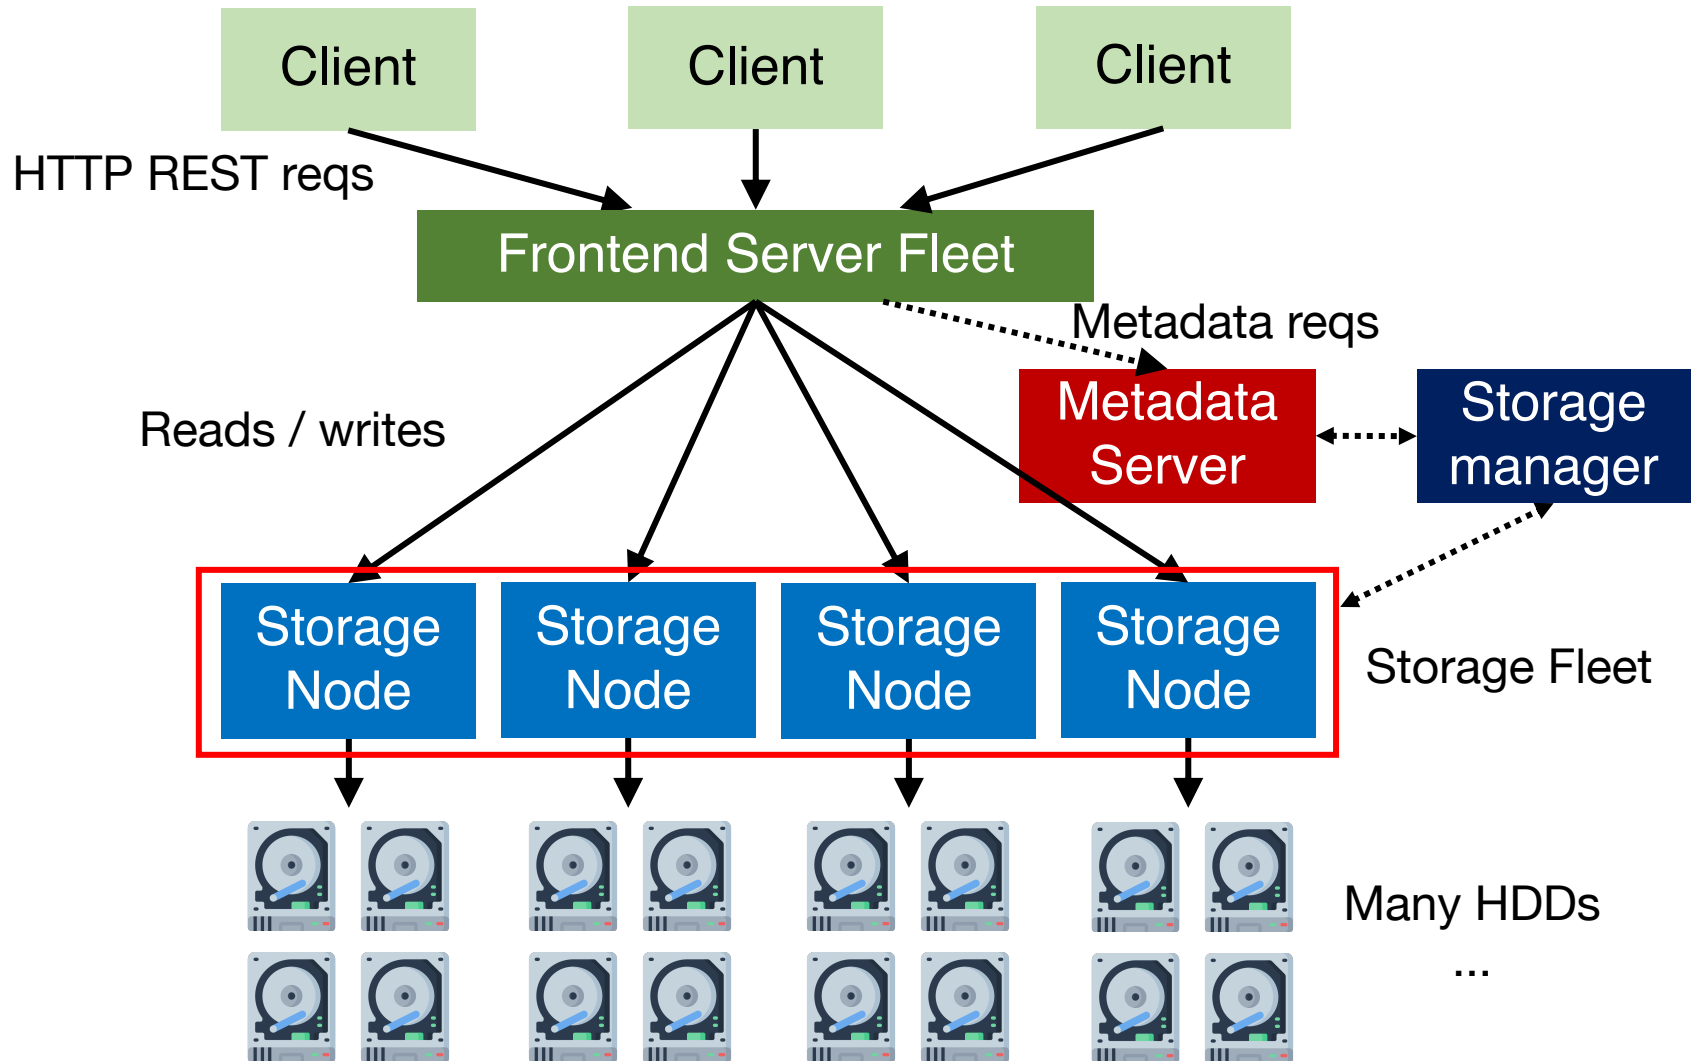 Client
Client
Client
HTTP REST reqs
Frontend Server Fleet
Metadata reqs
Reads / writes
Metadata
Server
Storage
manager
Storage
Node
Storage
Node
Storage
Node
Storage
Node
Storage Fleet
Many HDDs
...